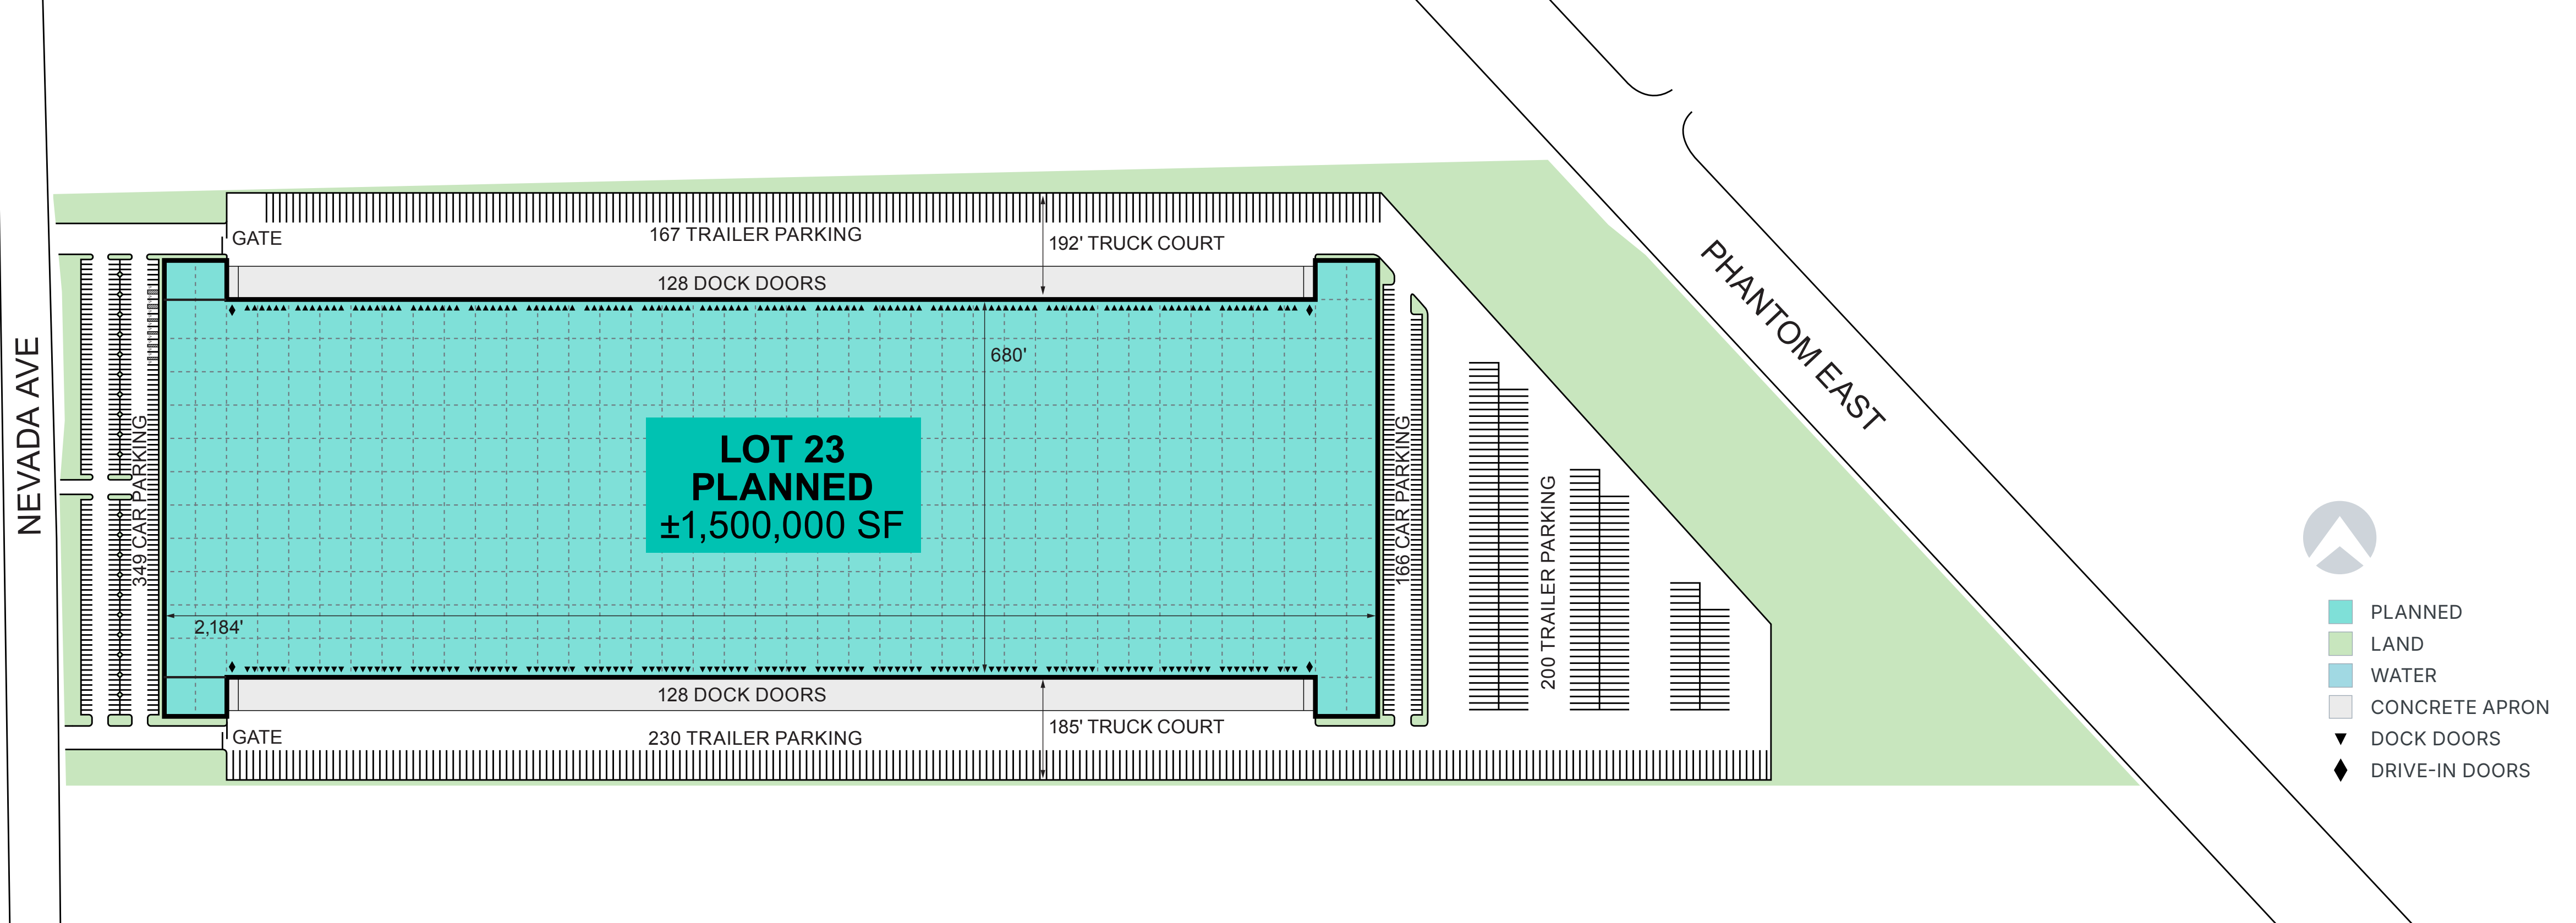 NEVADA AVE
GATE
167 TRAILER PARKING
192' TRUCK COURT
128 DOCK DOORS
680'
349 CAR PARKING
LOT 23
PLANNED
±1,500,000 SF
2,184'
166 CAR PARKING
200 TRAILER PARKING
128 DOCK DOORS
GATE
230 TRAILER PARKING
185' TRUCK COURT
PHANTOM EAST
PLANNED
LAND
WATER
CONCRETE APRON
DOCK DOORS
DRIVE-IN DOORS